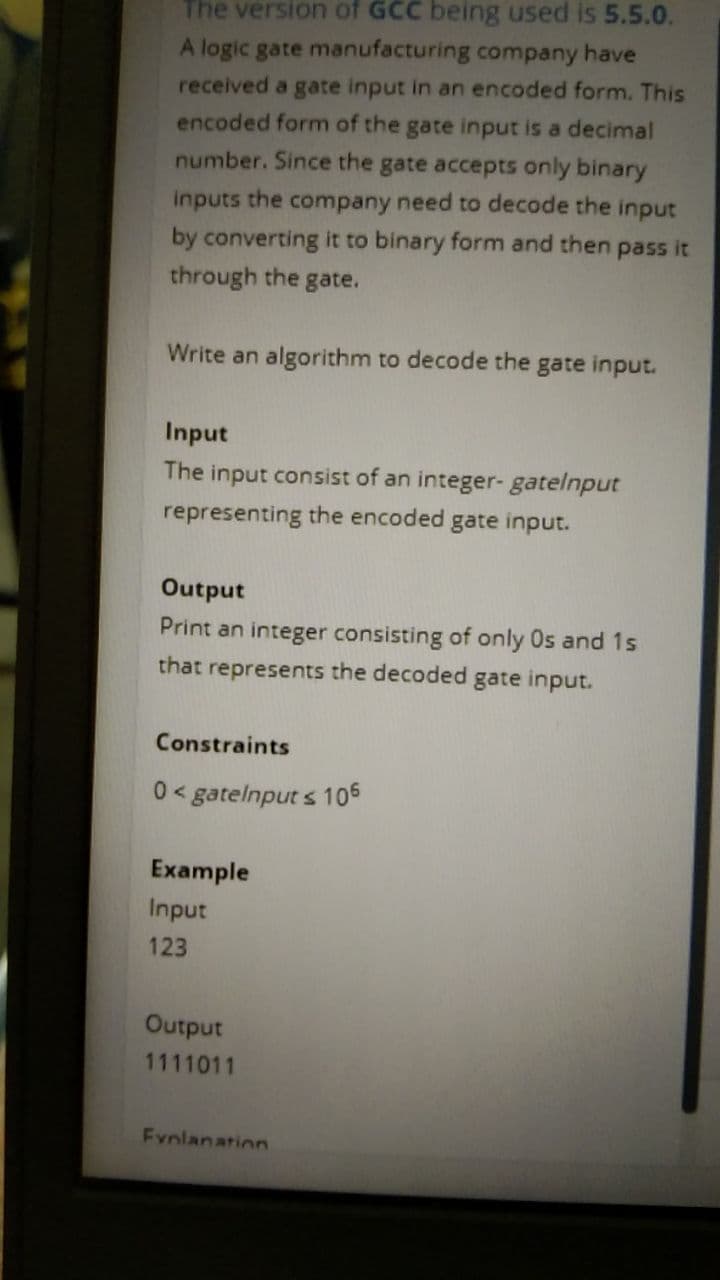 The version of GCC being used is 5.5.0.
A logic gate manufacturing company have
received a gate input in an encoded form. This
encoded form of the gate input is a decimal
number. Since the gate accepts only binary
inputs the company need to decode the input
by converting it to binary form and then pass it
through the gate.
Write an algorithm to decode the gate input.
Input
The input consist of an integer- gateInput
representing the encoded gate input.
Output
Print an integer consisting of only 0s and 1s
that represents the decoded gate input.
Constraints
0 < gateInput ≤ 10⁶
Example
Input
123
Output
1111011
Explanation